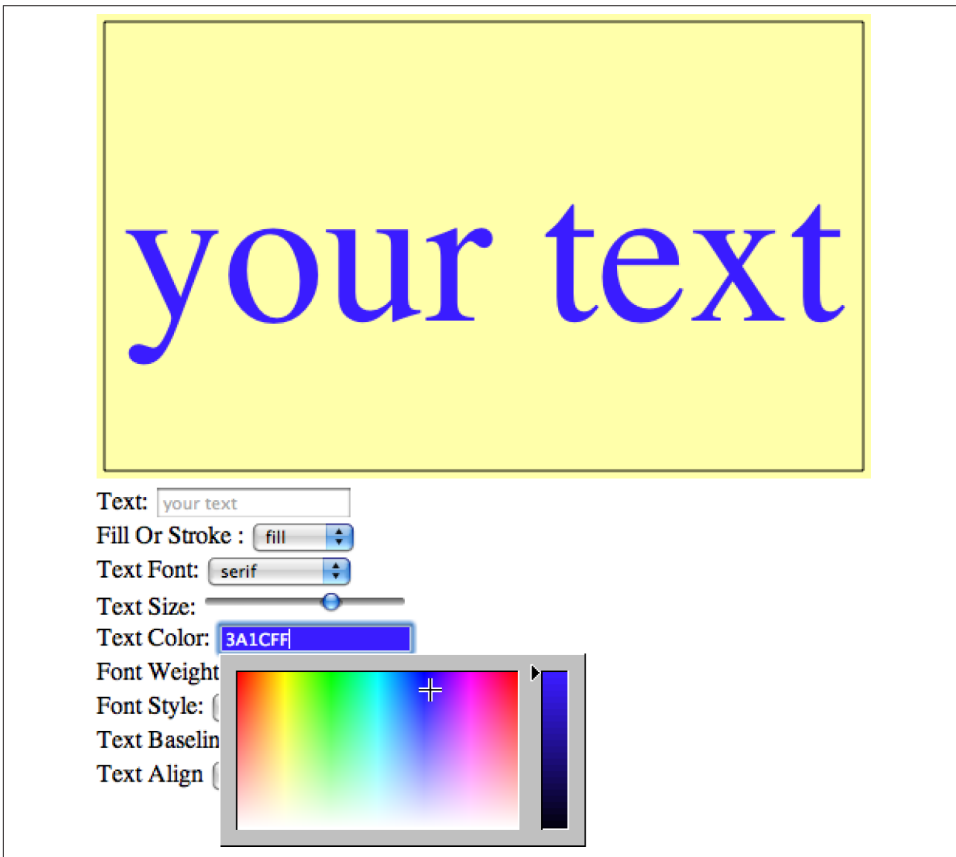 your text
Text: your text
Fill Or Stroke : fill
Text Font: serif
Text Size:
Text Color: 3A1CFF
Font Weight
Font Style:
Text Baselin
Text Align